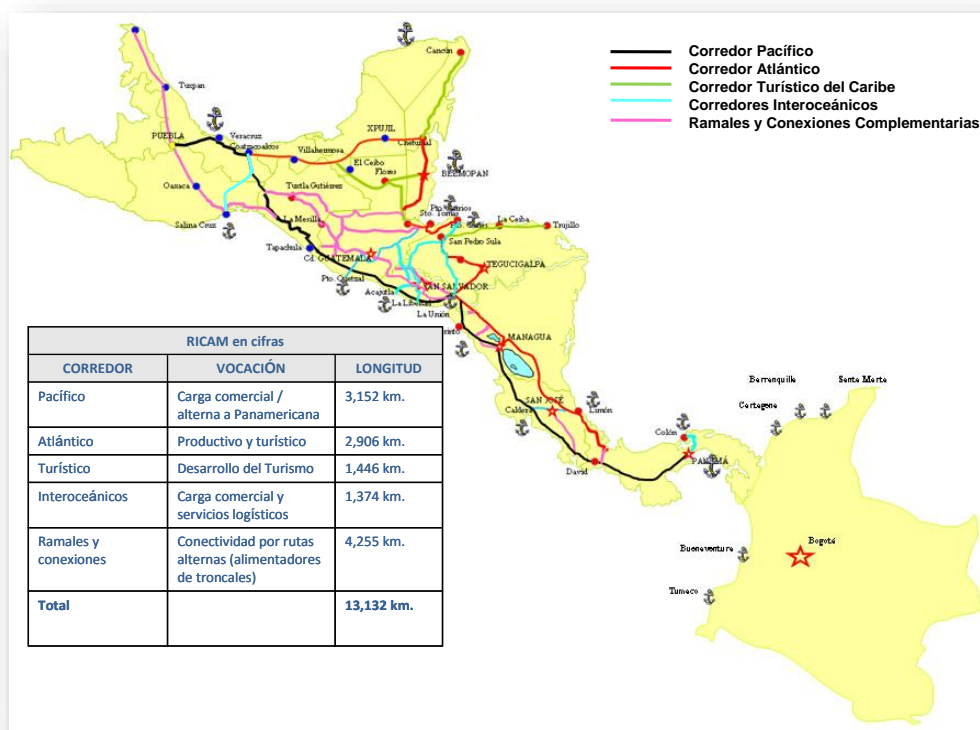 Corredor Pacífico
Corredor Atlántico
Corredor Turístico del Caribe
Corredores Interoceánicos
Ramales y Conexiones Complementarias
Cancún
Tuxpan
PUEBLA
Veracruz
Coatzacoalcos
Villahermosa
XPUJIL
Chetumal
El Ceibo
Flores
BELMOPAN
Oaxaca
Tuxtla Gutiérrez
Salina Cruz
La Mesilla
Sto. Tomás
La Ceiba
Trujillo
San Pedro Sula
Tapachula
Cd. GUATEMALA
TEGUCIGALPA
Pto. Quetzal
Acajutla
SAN SALVADOR
La Libertad
La Unión
MANAGUA
SAN JOSÉ
Caldera
Limón
Colón
PANAMÁ
David
Barranquilla
Santa Marta
Cartagena
Buenaventura
Bogotá
Tumaco
RICAM en cifras
CORREDOR VOCACIÓN LONGITUD
Pacífico Carga comercial / 3,152 km.
alterna a Panamericana
Atlántico Productivo y turístico 2,906 km.
Turístico Desarrollo del Turismo 1,446 km.
Interoceánicos Carga comercial y 1,374 km.
servicios logísticos
Ramales y Conectividad por rutas 4,255 km.
conexiones alternas (alimentadores
de troncales)
Total 13,132 km.